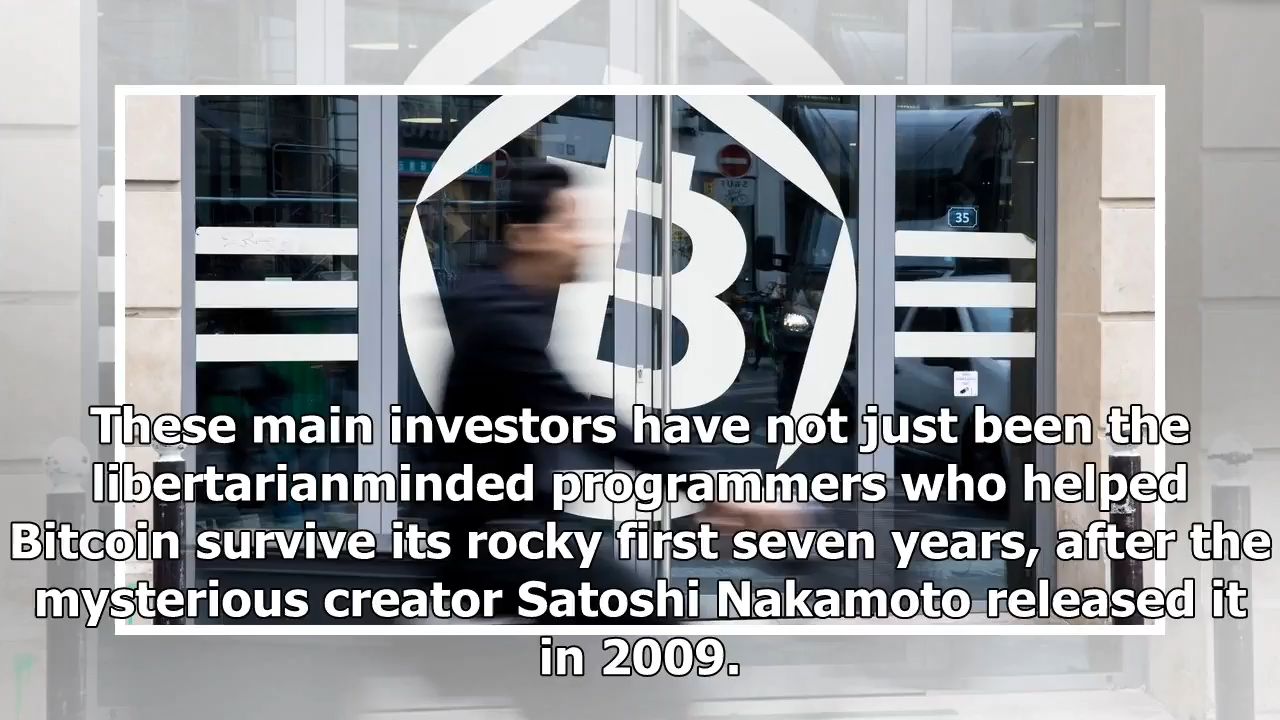 35
These main investors have not just been the
libertarianminded programmers who helped
Bitcoin survive its rocky first seven years, after the
mysterious creator Satoshi Nakamoto released it
in 2009.